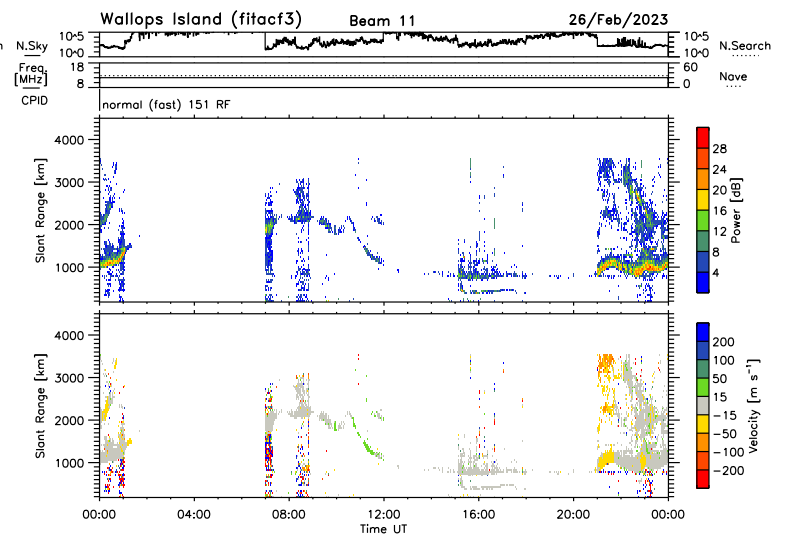 Wallops Island (fitacf3) Beam 11 26/Feb/2023
n N.Sky 10^5 10^0 10^5 10^0 N.Search
Freq. [MHz] 18 8 60 0 Nave
CPID normal (fast) 151 RF
Slant Range [km]
4000
3000
2000
1000
28
24
20
16
12
8
4
Power [dB]
Slant Range [km]
4000
3000
2000
1000
200
100
50
15
-15
-50
-100
-200
Velocity [m s⁻¹]
00:00 04:00 08:00 12:00 16:00 20:00 00:00
Time UT